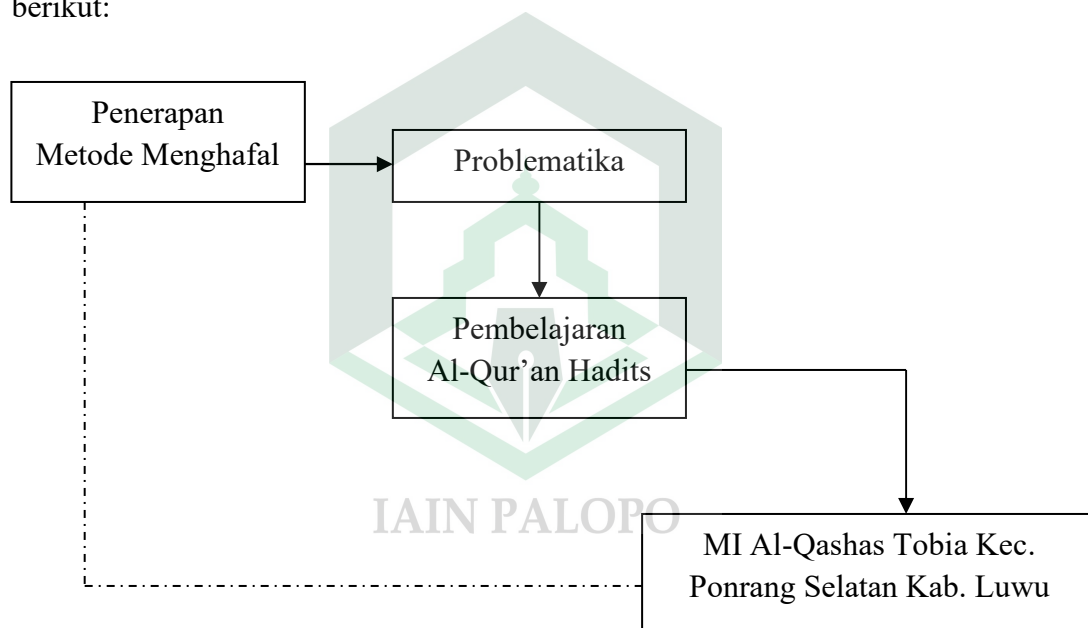 berikut:
Penerapan
Metode Menghafal
Problematika
Pembelajaran
Al-Qur’an Hadits
IAIN PALOPO
MI Al-Qashas Tobia Kec.
Ponrang Selatan Kab. Luwu